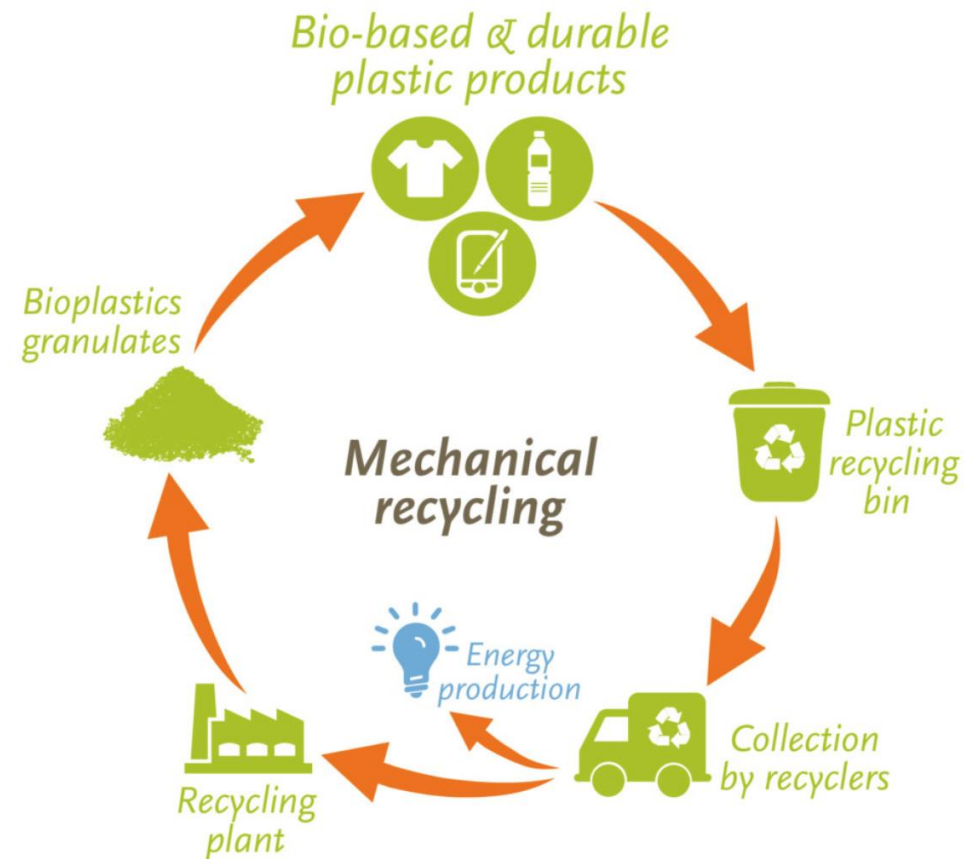 Bio-based & durable
plastic products
Bioplastics
granulates
Plastic
recycling
bin
Mechanical
recycling
Energy
production
Collection
by recyclers
Recycling
plant